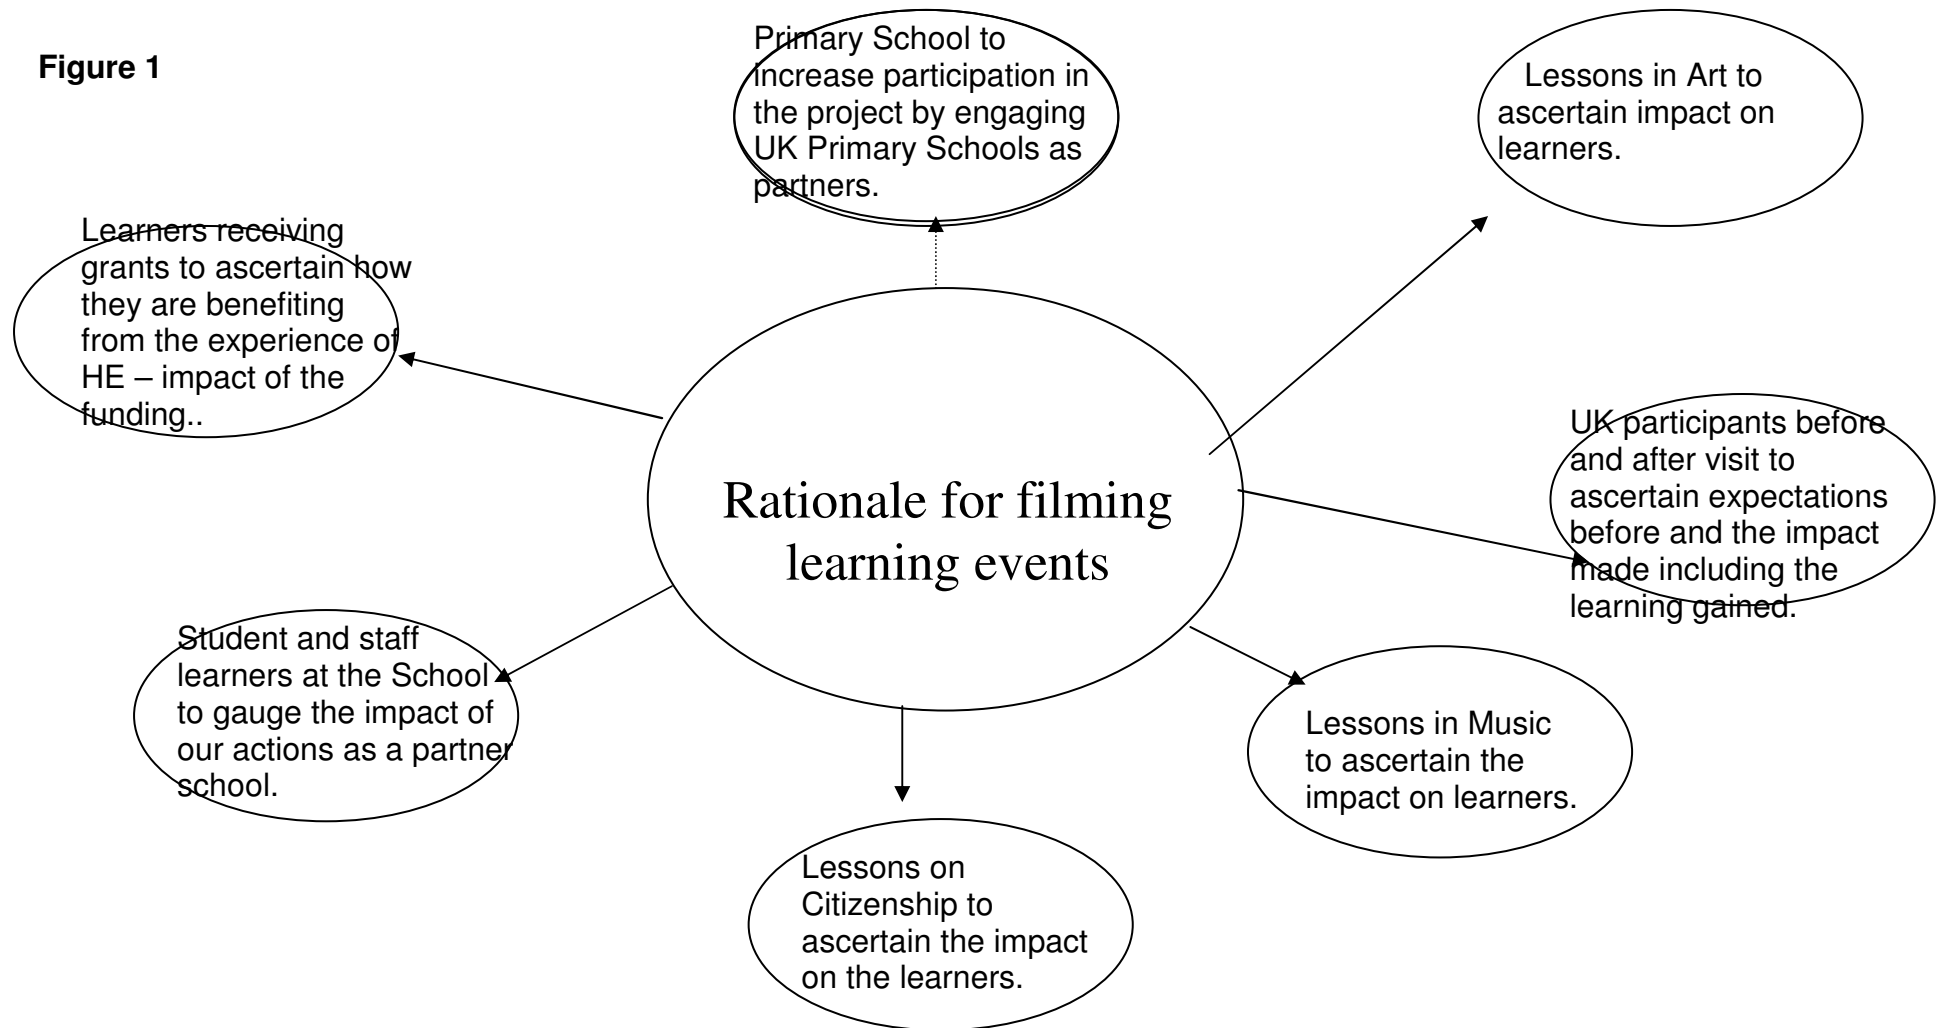 Figure 1
Primary School to
increase participation in
the project by engaging
UK Primary Schools as
partners.
Lessons in Art to
ascertain impact on
learners.
Learners receiving
grants to ascertain how
they are benefiting
from the experience of
HE – impact of the
funding..
UK participants before
and after visit to
ascertain expectations
before and the impact
made including the
learning gained.
Rationale for filming
learning events
Student and staff
learners at the School
to gauge the impact of
our actions as a partner
school.
Lessons in Music
to ascertain the
impact on learners.
Lessons on
Citizenship to
ascertain the impact
on the learners.